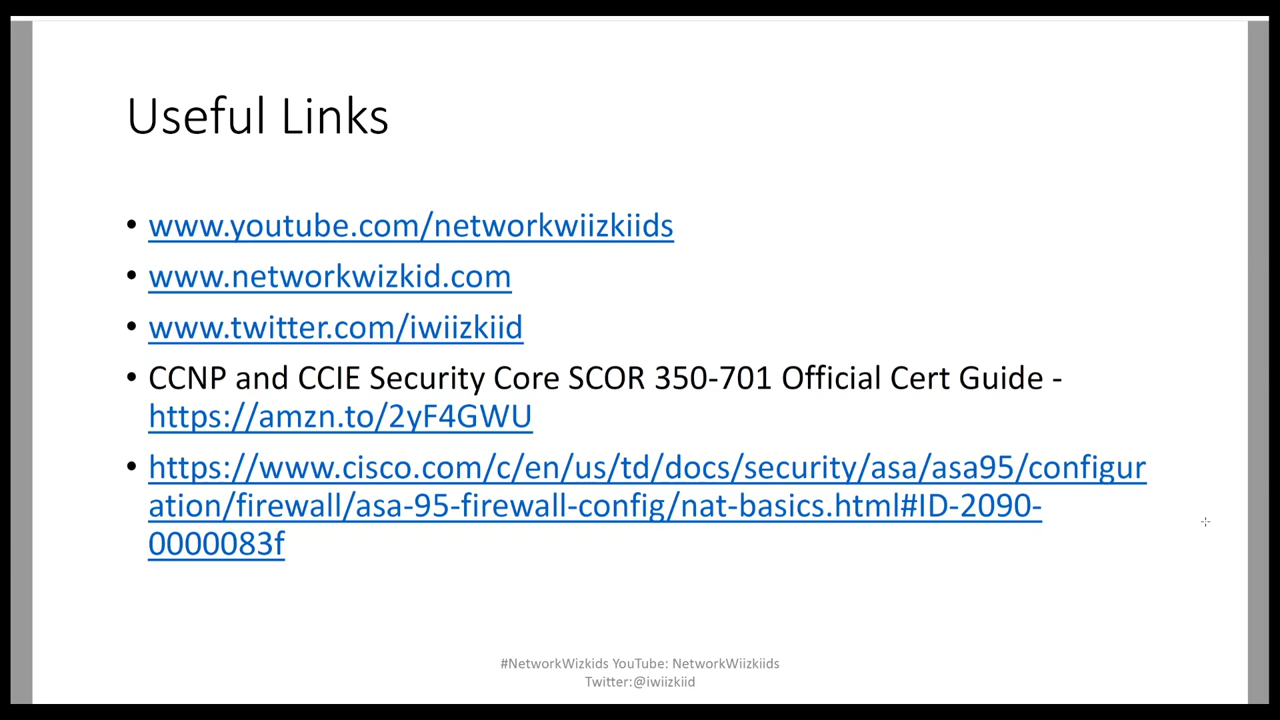 Useful Links
• www.youtube.com/networkwiizkiids
• www.networkwizkid.com
• www.twitter.com/iwiizkiid
• CCNP and CCIE Security Core SCOR 350-701 Official Cert Guide -
https://amzn.to/2yF4GWU
• https://www.cisco.com/c/en/us/td/docs/security/asa/asa95/configur
ation/firewall/asa-95-firewall-config/nat-basics.html#ID-2090-
0000083f
#NetworkWizkids YouTube: NetworkWiizkiids
Twitter:@iwiizkiid